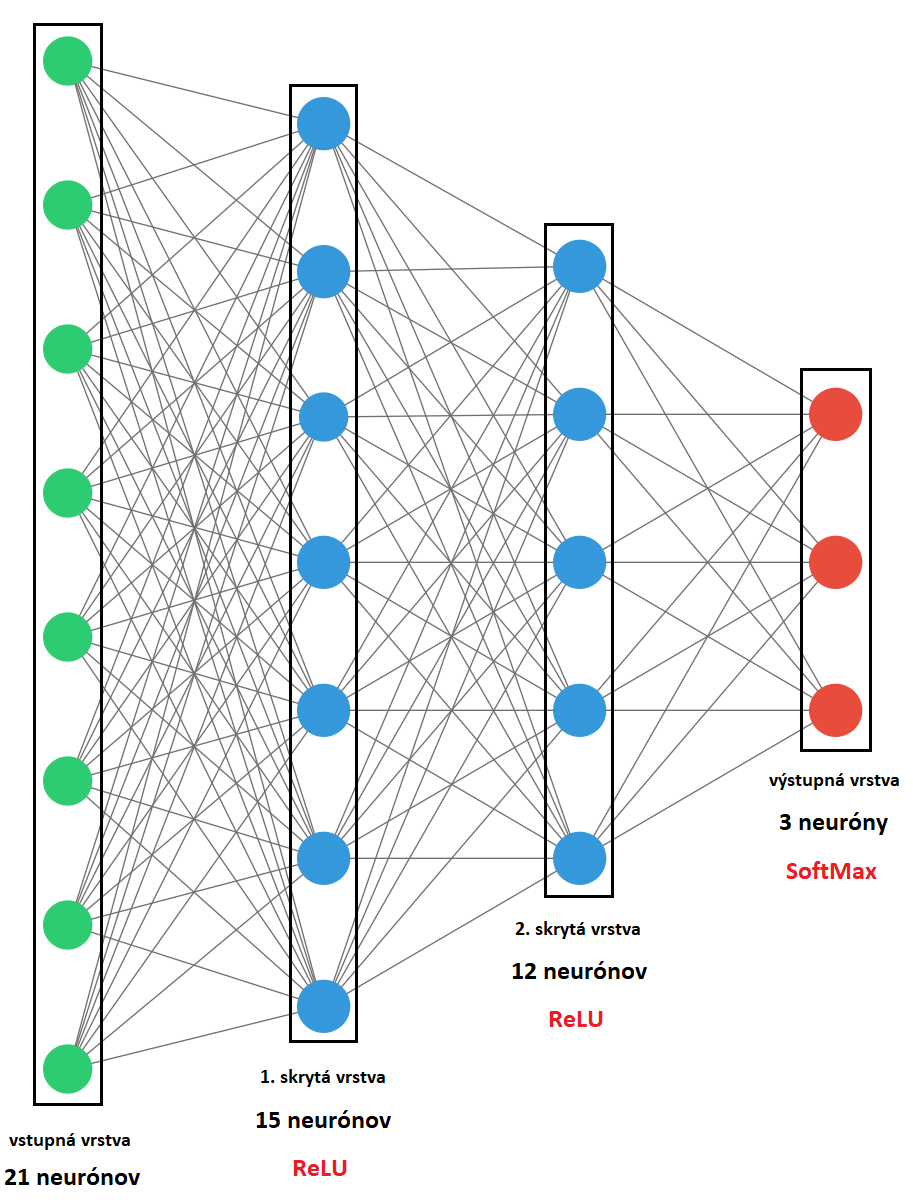 vstupná vrstva
21 neurónov
1. skrytá vrstva
15 neurónov
ReLU
2. skrytá vrstva
12 neurónov
ReLU
výstupná vrstva
3 neuróny
SoftMax